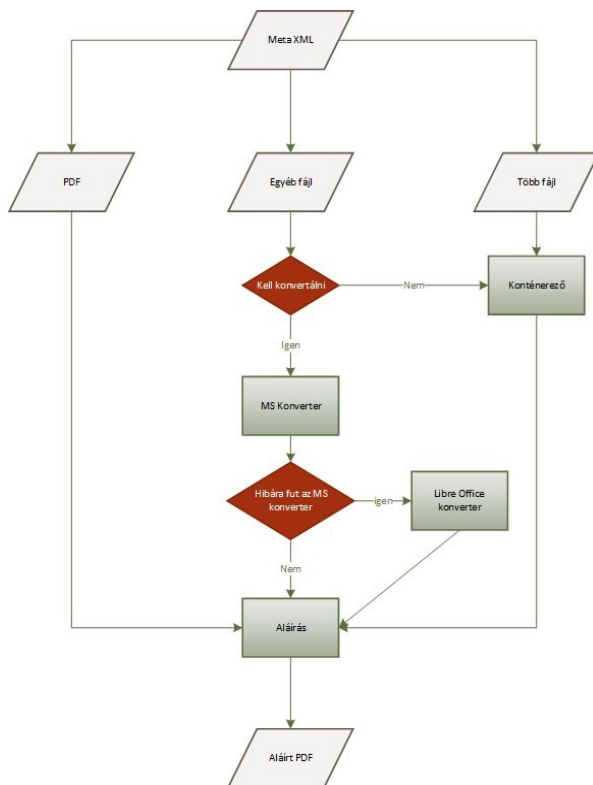 Meta XML
PDF
Egyéb fájl
Több fájl
Kell konvertálni
Nem
Konténerező
Igen
MS Konverter
Hibára fut az MS
konverter
igen
Libre Office
konverter
Nem
Aláírás
Aláírt PDF